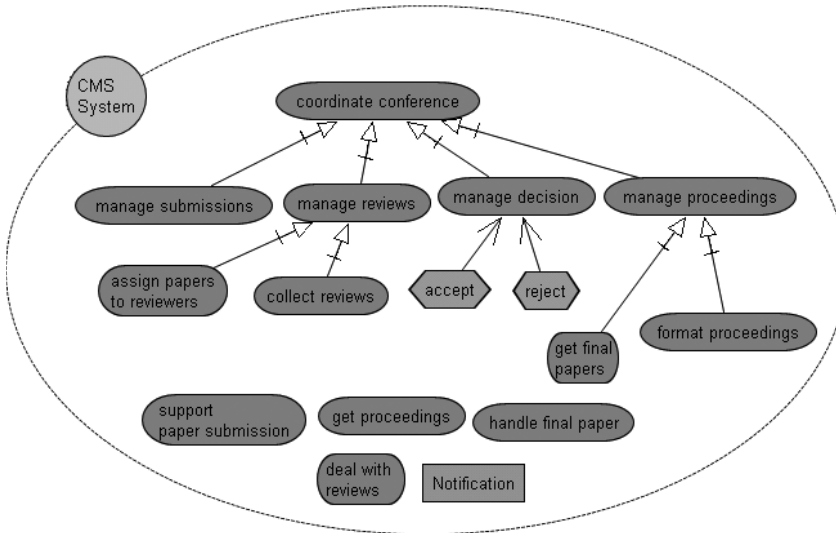 CMS
System
coordinate conference
manage submissions
manage reviews
manage decision
manage proceedings
assign papers
to reviewers
collect reviews
accept
reject
get final
papers
format proceedings
support
paper submission
get proceedings
handle final paper
deal with
reviews
Notification